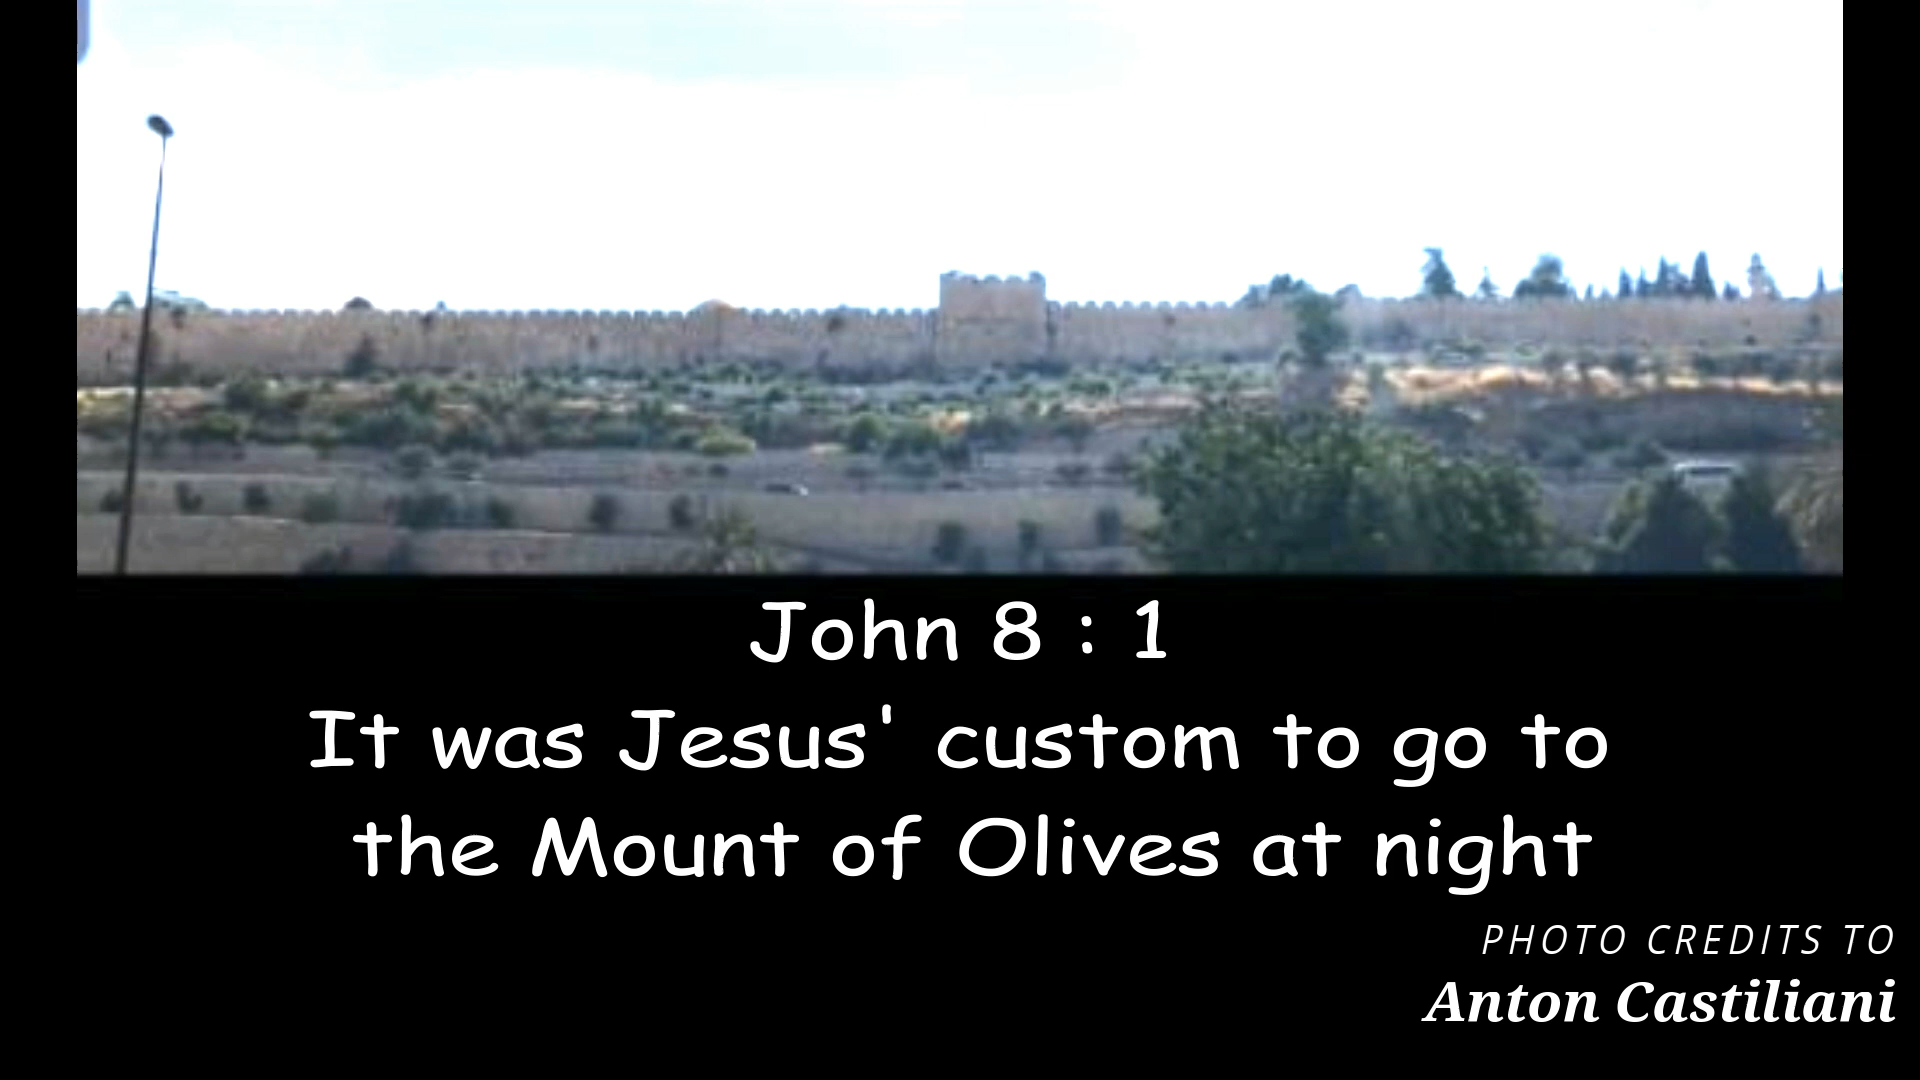 John 8 : 1
It was Jesus' custom to go to
the Mount of Olives at night
PHOTO CREDITS TO
Anton Castiliani